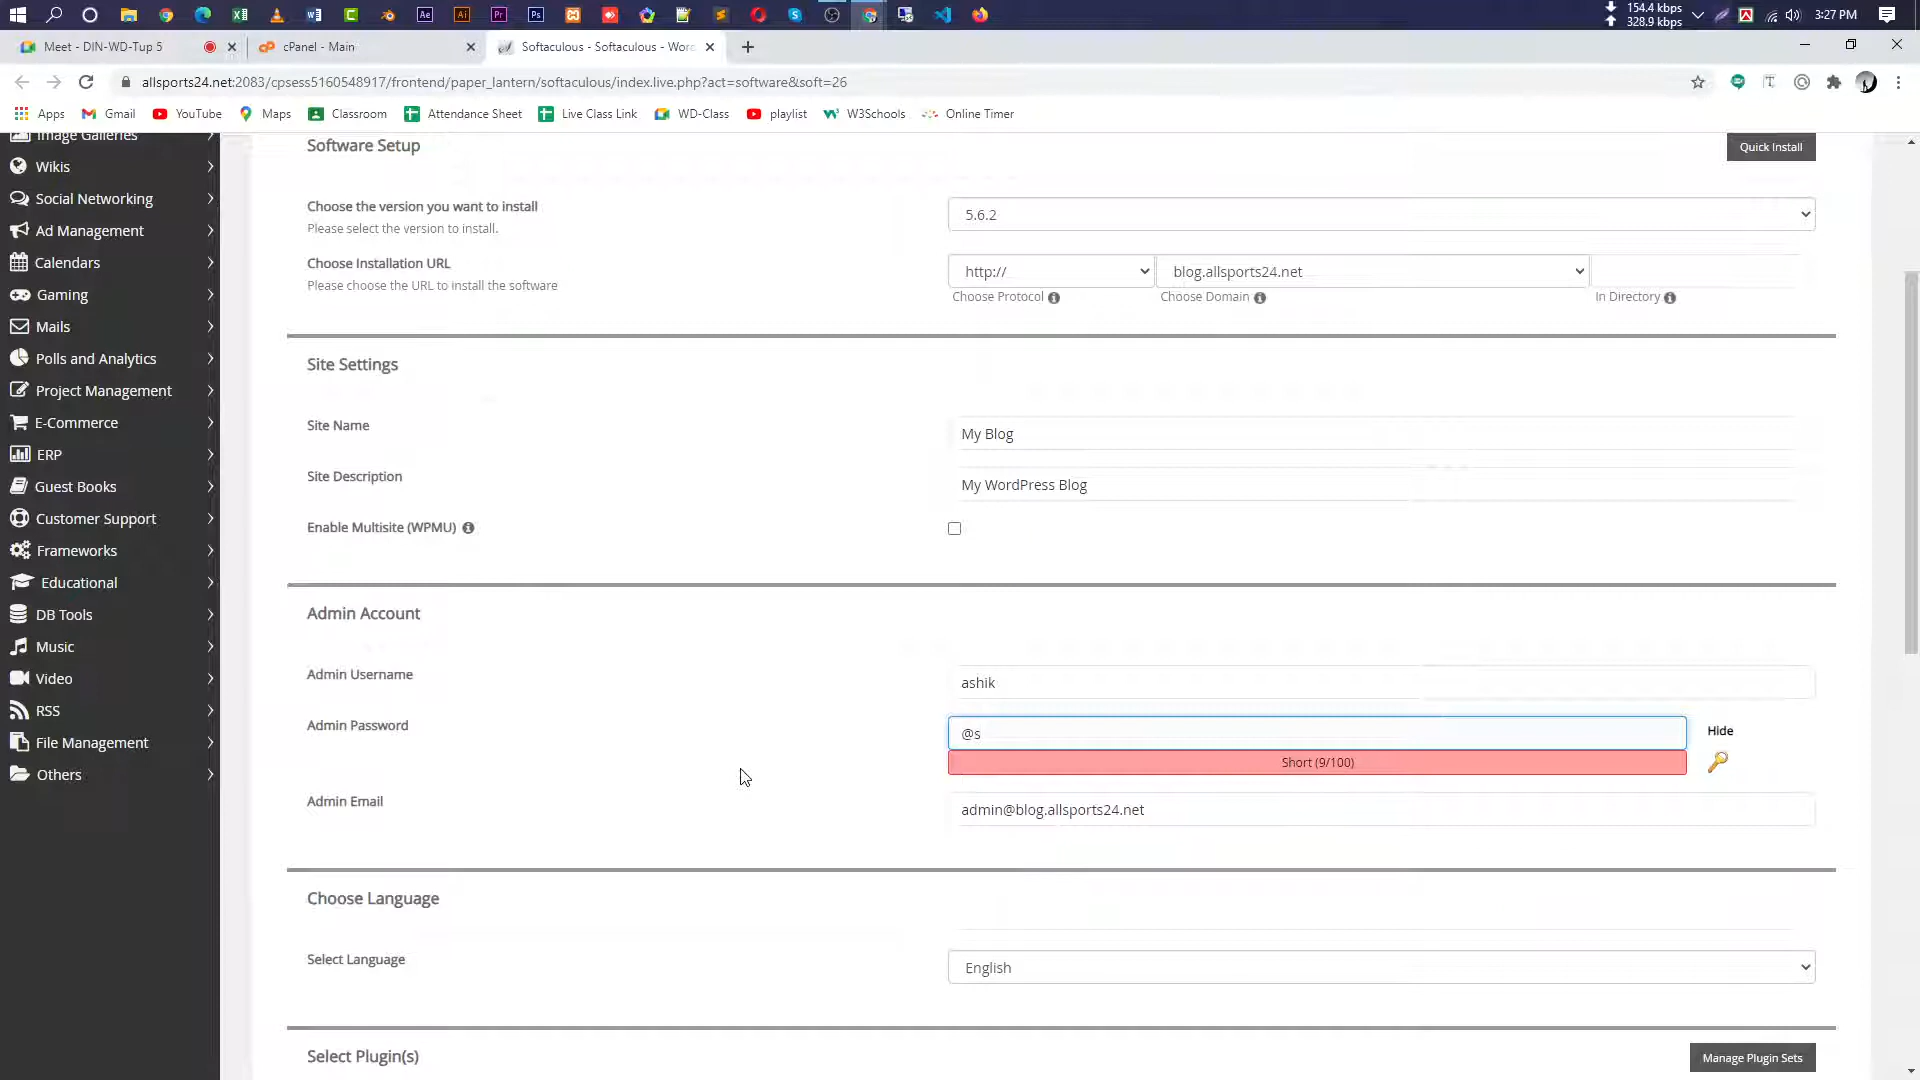 154.4 kbps
328.9 kbps
3:27 PM
Meet - DIN-WD-Tup 5
cPanel - Main
Softaculous - Softaculous - Wor
allsports24.net:2083/cpsess5160548917/frontend/paper_lantern/softaculous/index.live.php?act=software&soft=26
Apps
Gmail
YouTube
Maps
Classroom
Attendance Sheet
Live Class Link
WD-Class
playlist
W3Schools
Online Timer
Image Galleries
Wikis
Social Networking
Ad Management
Calendars
Gaming
Mails
Polls and Analytics
Project Management
E-Commerce
ERP
Guest Books
Customer Support
Frameworks
Educational
DB Tools
Music
Video
RSS
File Management
Others
Software Setup
Quick Install
Choose the version you want to install
Please select the version to install.
5.6.2
Choose Installation URL
Please choose the URL to install the software
http://
blog.allsports24.net
Choose Protocol
Choose Domain
In Directory
Site Settings
Site Name
My Blog
Site Description
My WordPress Blog
Enable Multisite (WPMU)
Admin Account
Admin Username
ashik
Admin Password
@s
Hide
Short (9/100)
Admin Email
admin@blog.allsports24.net
Choose Language
Select Language
English
Select Plugin(s)
Manage Plugin Sets